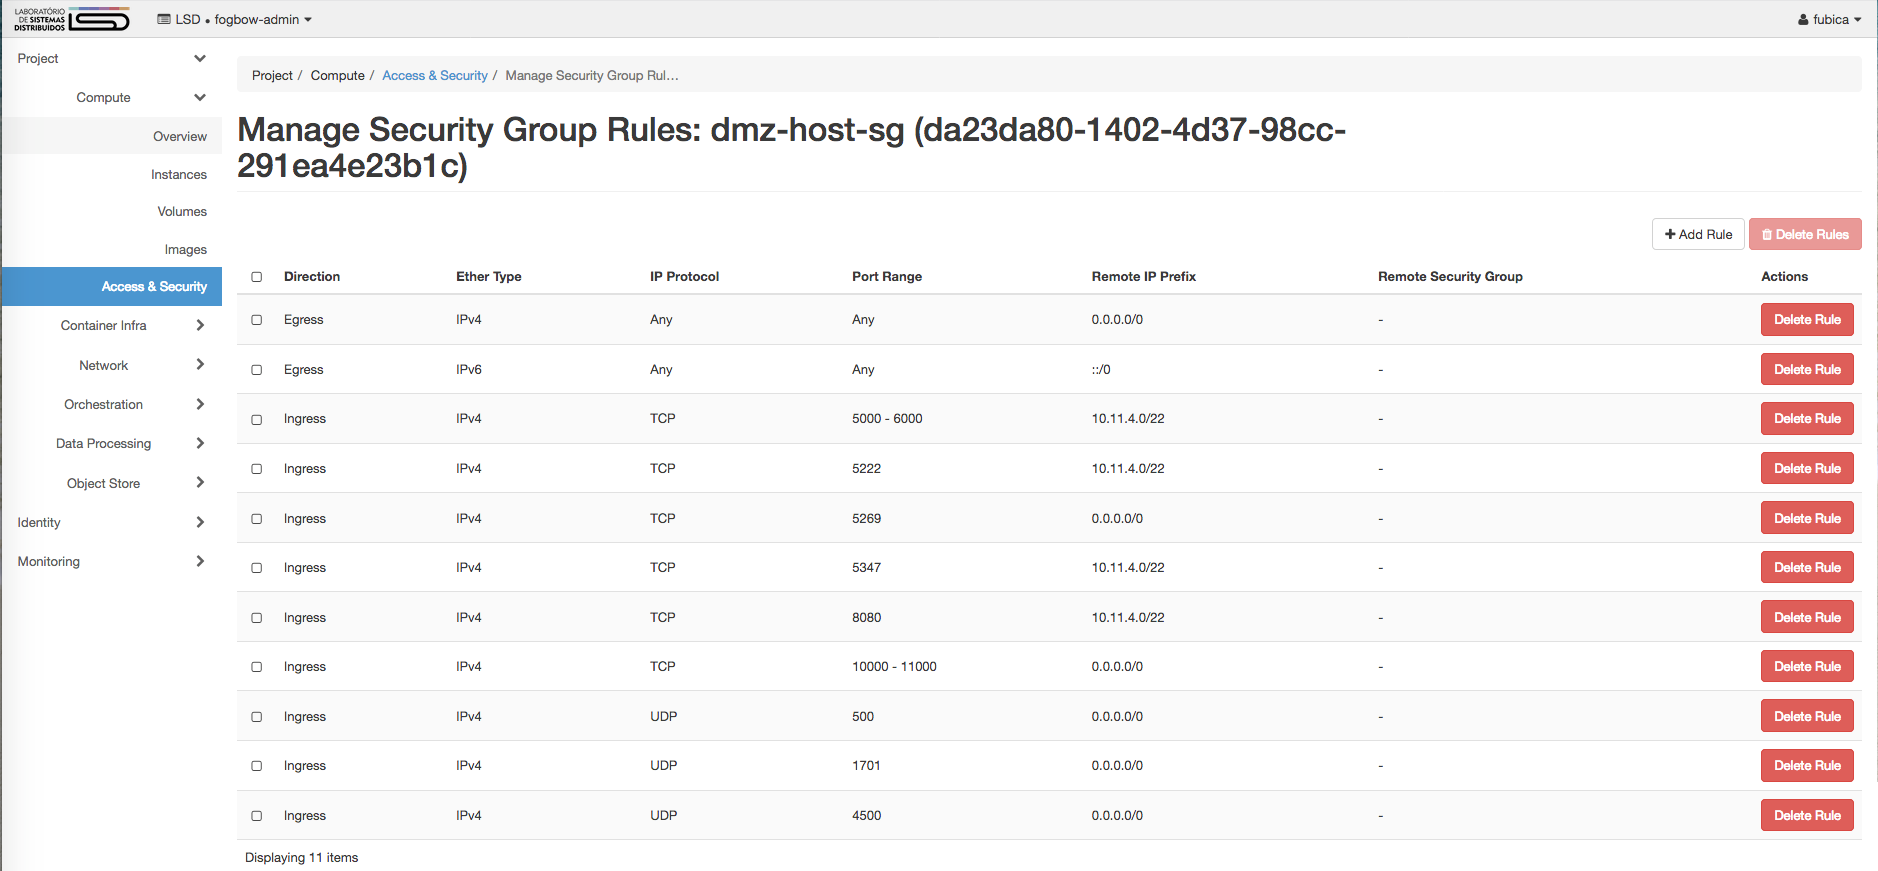 LABORATÓRIO
DE SISTEMAS
DISTRIBUÍDOS
LSD • fogbow-admin
fubica
Project
Compute
Overview
Instances
Volumes
Images
Access & Security
Container Infra
Network
Orchestration
Data Processing
Object Store
Identity
Monitoring
Project / Compute / Access & Security / Manage Security Group Rul...
Manage Security Group Rules: dmz-host-sg (da23da80-1402-4d37-98cc-
291ea4e23b1c)
Add Rule Delete Rules
Direction Ether Type IP Protocol Port Range Remote IP Prefix Remote Security Group Actions
Egress IPv4 Any Any 0.0.0.0/0 - Delete Rule
Egress IPv6 Any Any ::/0 - Delete Rule
Ingress IPv4 TCP 5000 - 6000 10.11.4.0/22 - Delete Rule
Ingress IPv4 TCP 5222 10.11.4.0/22 - Delete Rule
Ingress IPv4 TCP 5269 0.0.0.0/0 - Delete Rule
Ingress IPv4 TCP 5347 10.11.4.0/22 - Delete Rule
Ingress IPv4 TCP 8080 10.11.4.0/22 - Delete Rule
Ingress IPv4 TCP 10000 - 11000 0.0.0.0/0 - Delete Rule
Ingress IPv4 UDP 500 0.0.0.0/0 - Delete Rule
Ingress IPv4 UDP 1701 0.0.0.0/0 - Delete Rule
Ingress IPv4 UDP 4500 0.0.0.0/0 - Delete Rule
Displaying 11 items